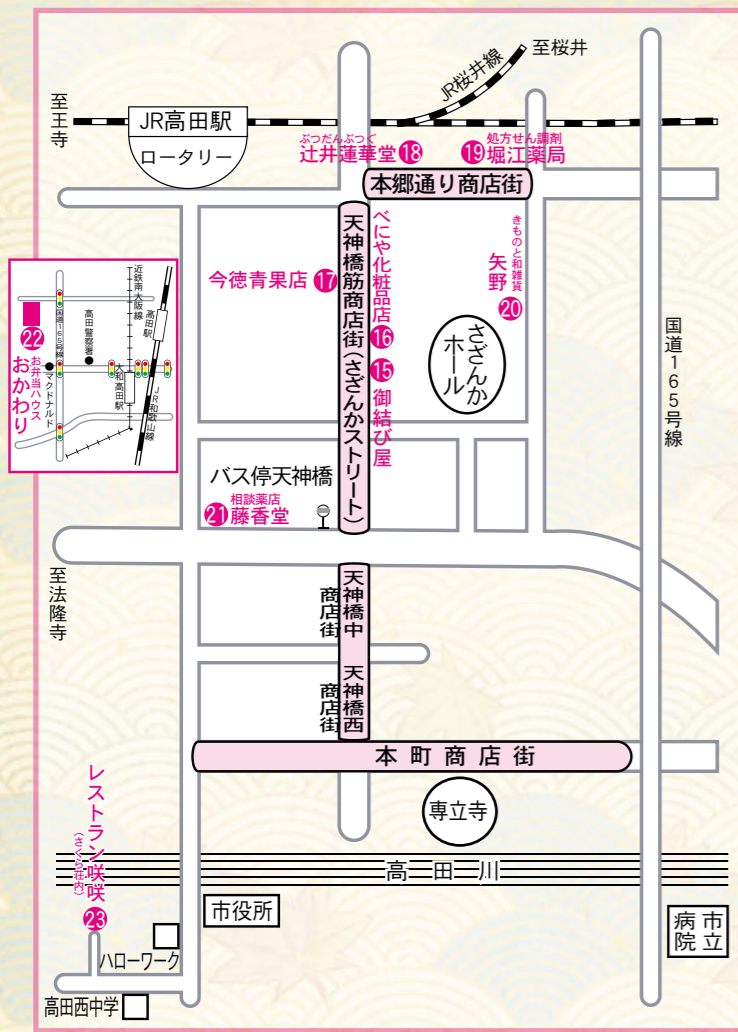 至桜井
JR桜井線
至王寺
JR高田駅
ロータリー
ぶつだんぶつぐ
辻井蓮華堂 18
処方せん調剤
19 堀江薬局
本郷通り商店街
天神橋筋商店街(さざんかストリート)
べにや化粧品店 16
今徳青果店 17
15 御結び屋
きものと和雑貨
矢野 20
さざんか
ホール
国道165号線
近鉄南大阪線
高田駅
国道165号線
高田警察署
大和高田駅
JR和歌山線
マクドナルド
22
お弁当ハウス
おかわり
バス停天神橋
相談薬店
21 藤香堂
至法隆寺
天神橋中
商店街
天神橋西
商店街
本町商店街
専立寺
高田川
レストラン咲咲
(さくら荘内)
23
市役所
ハローワーク
高田西中学
市立
病院